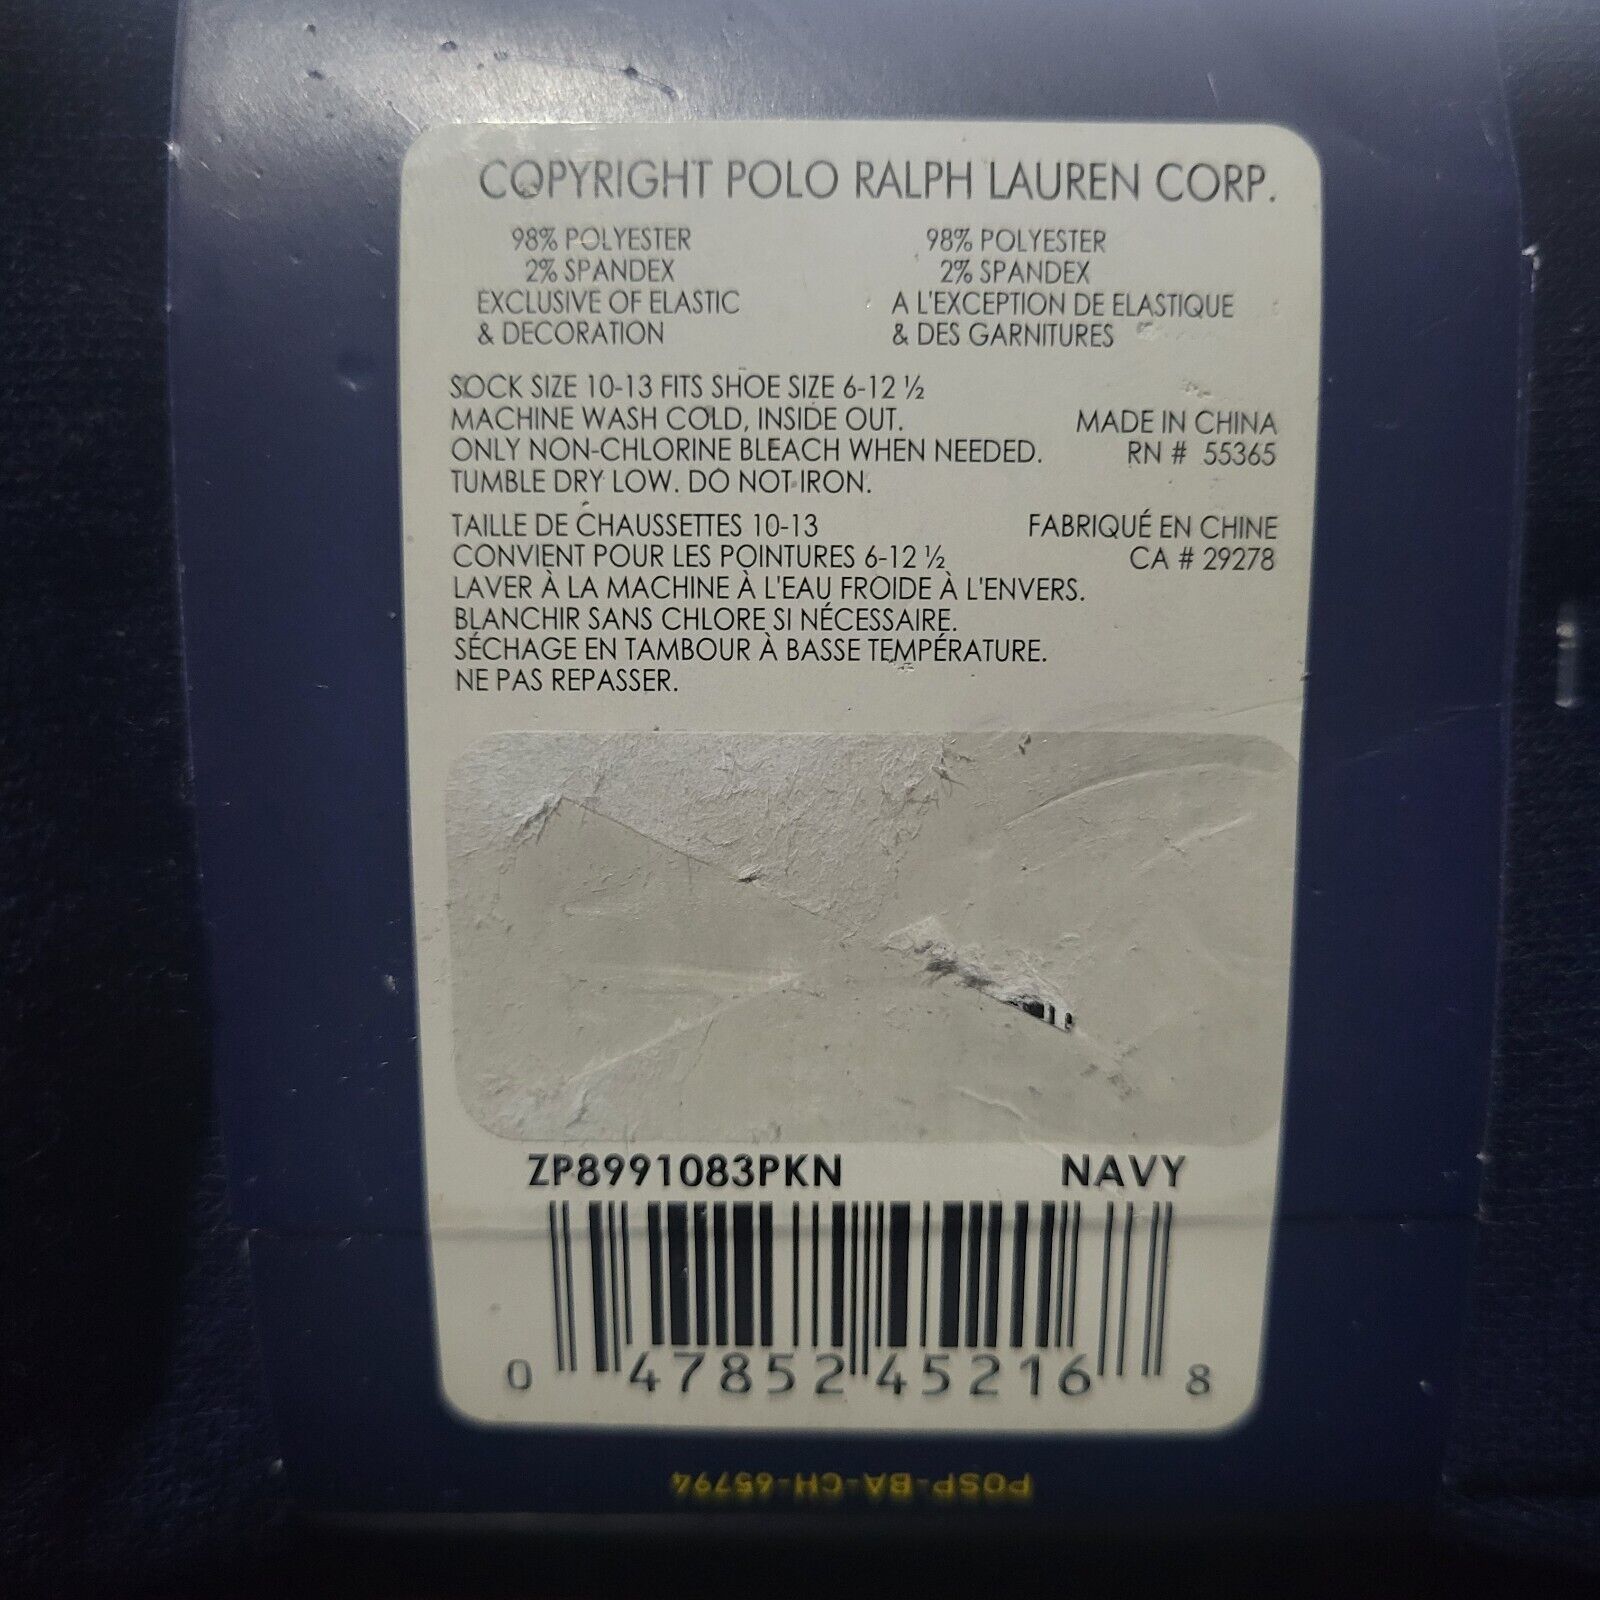 COPYRIGHT POLO RALPH LAUREN CORP.
98% POLYESTER
2% SPANDEX
EXCLUSIVE OF ELASTIC
& DECORATION
98% POLYESTER
2% SPANDEX
A L'EXCEPTION DE ELASTIQUE
& DES GARNITURES
SOCK SIZE 10-13 FITS SHOE SIZE 6-12 ½
MACHINE WASH COLD, INSIDE OUT.
ONLY NON-CHLORINE BLEACH WHEN NEEDED.
TUMBLE DRY LOW. DO NOT IRON.
MADE IN CHINA
RN # 55365
TAILLE DE CHAUSSETTES 10-13
CONVIENT POUR LES POINTURES 6-12 ½
LAVER À LA MACHINE À L'EAU FROIDE À L'ENVERS.
BLANCHIR SANS CHLORE SI NÉCESSAIRE.
SÉCHAGE EN TAMBOUR À BASSE TEMPÉRATURE.
NE PAS REPASSER.
FABRIQUÉ EN CHINE
CA # 29278
ZP8991083PKN NAVY
0 47852 45216 8
POSP-BA-CH-65794